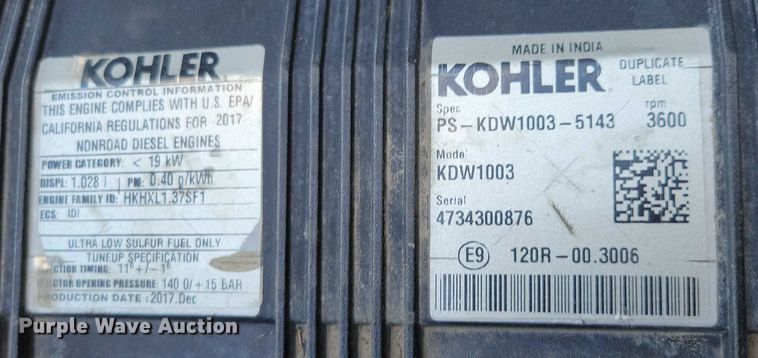 KOHLER
EMISSION CONTROL INFORMATION
THIS ENGINE COMPLIES WITH U.S. EPA/
CALIFORNIA REGULATIONS FOR 2017
NONROAD DIESEL ENGINES
POWER CATEGORY: < 19 kW
DISPL: 1.028 l PM: 0.40 g/kWh
ENGINE FAMILY ID: HKHXL1.37SF1
ECS: IDI
ULTRA LOW SULFUR FUEL ONLY
TUNEUP SPECIFICATION
TIMING: 11°+/-1°
OPENING PRESSURE: 140 0/+15 BAR
PRODUCTION DATE: 2017.Dec
MADE IN INDIA
KOHLER DUPLICATE LABEL
Spec rpm
PS-KDW1003-5143 3600
Model
KDW1003
Serial
4734300876
E9 120R-00.3006
Purple Wave Auction